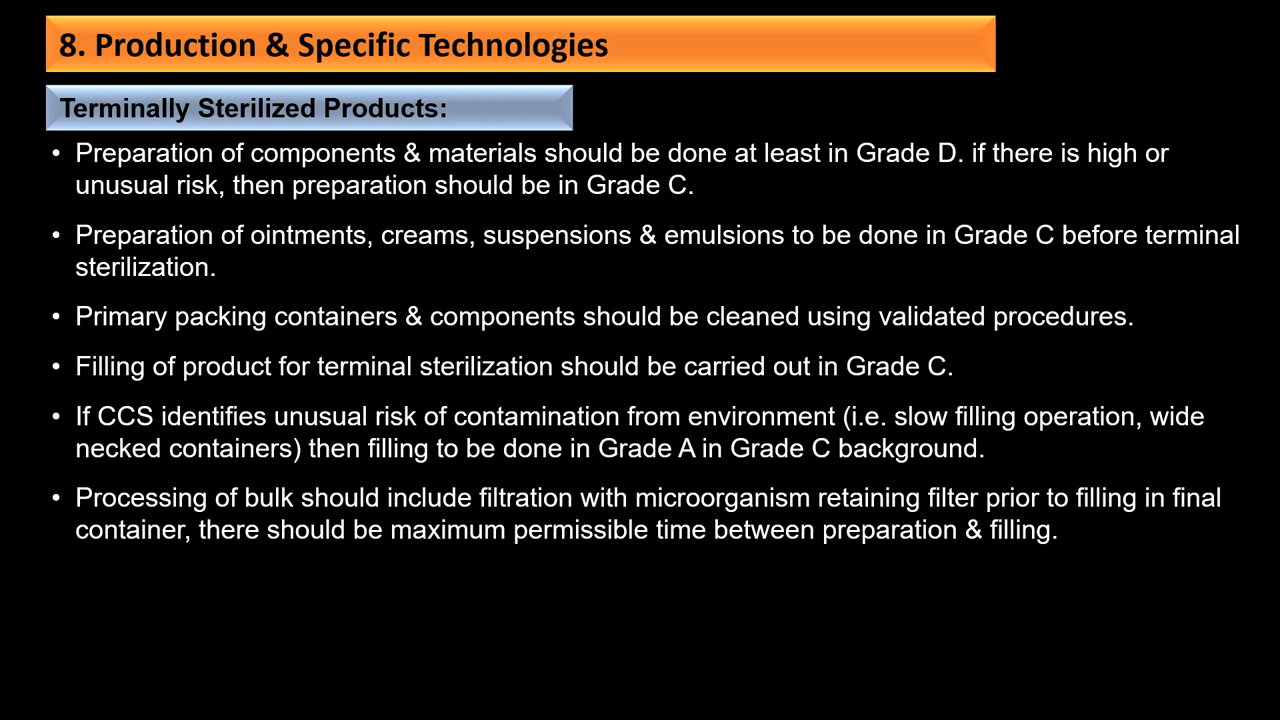 8. Production & Specific Technologies
Terminally Sterilized Products:
• Preparation of components & materials should be done at least in Grade D. if there is high or
unusual risk, then preparation should be in Grade C.
• Preparation of ointments, creams, suspensions & emulsions to be done in Grade C before terminal
sterilization.
• Primary packing containers & components should be cleaned using validated procedures.
• Filling of product for terminal sterilization should be carried out in Grade C.
• If CCS identifies unusual risk of contamination from environment (i.e. slow filling operation, wide
necked containers) then filling to be done in Grade A in Grade C background.
• Processing of bulk should include filtration with microorganism retaining filter prior to filling in final
container, there should be maximum permissible time between preparation & filling.